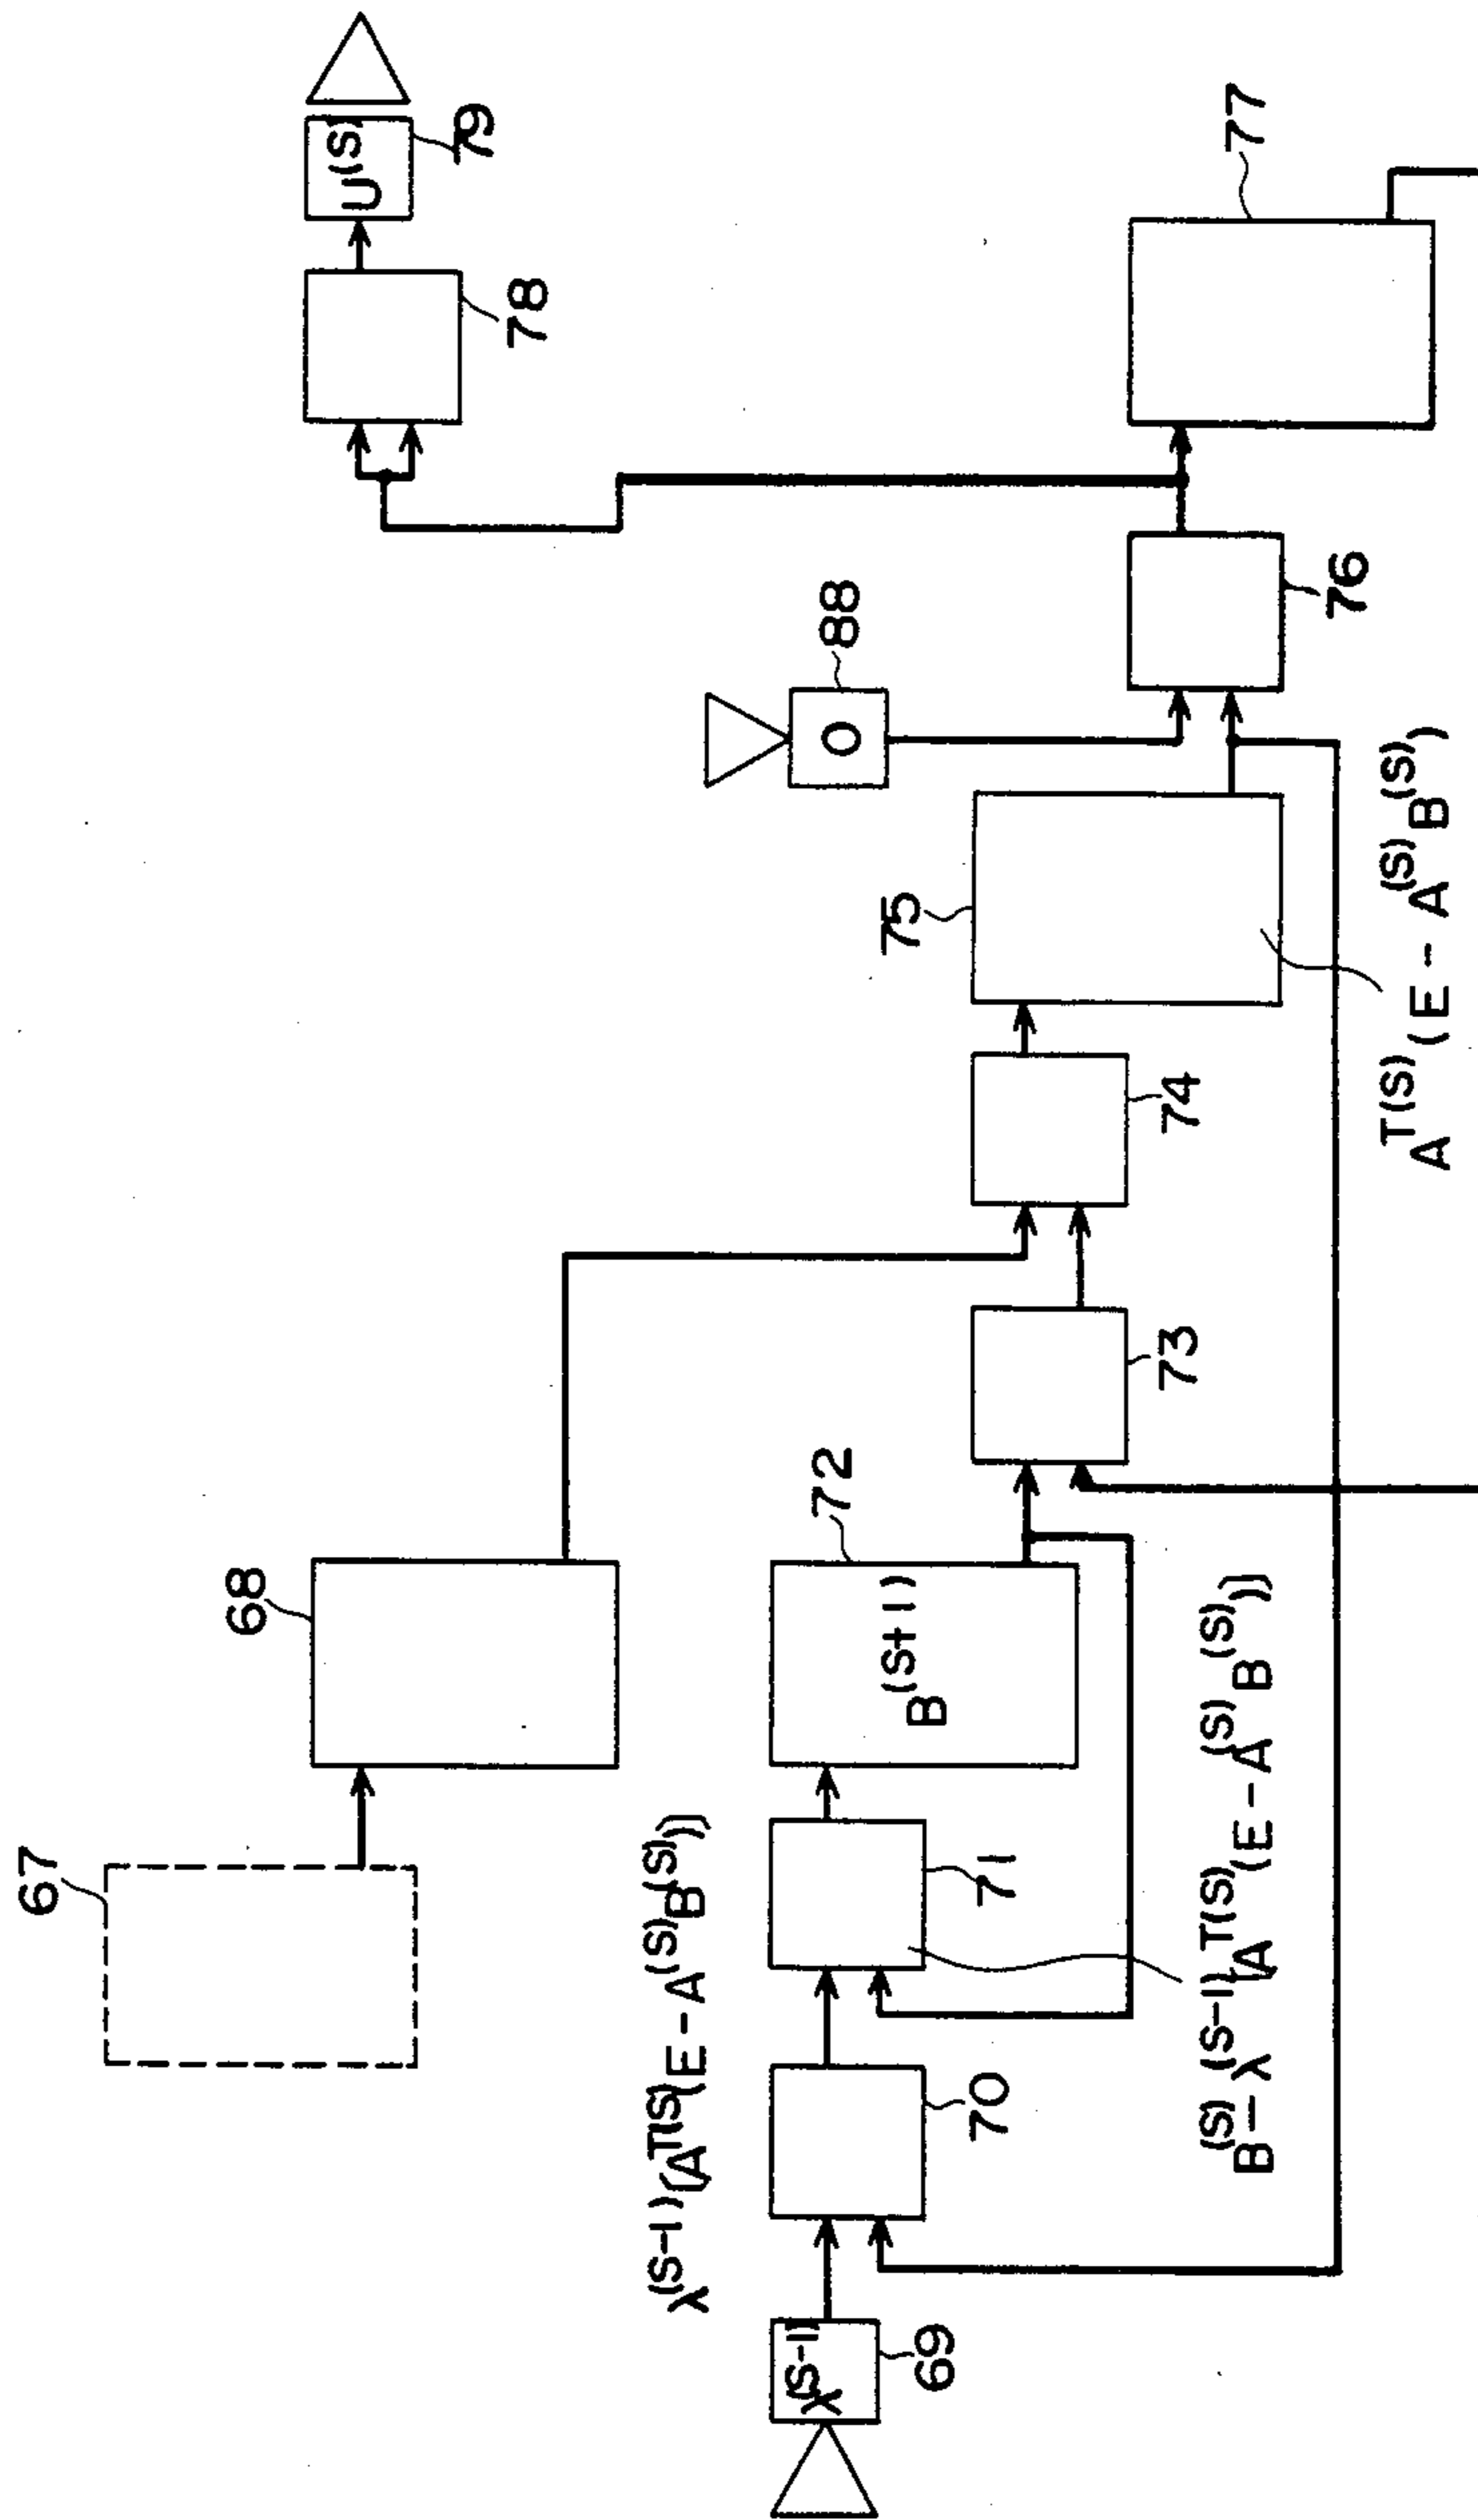 67
68
69
λ(S-1)
70
λ(S-1)(AT(S)(E-A(S)B(S)))
71
B(S)-λ(S-1)(AT(S)(E-A(S)B(S)))
72
B(S+1)
73
74
75
AT(S)(E-A(S)B(S))
88
0
76
77
78
79
U(S)